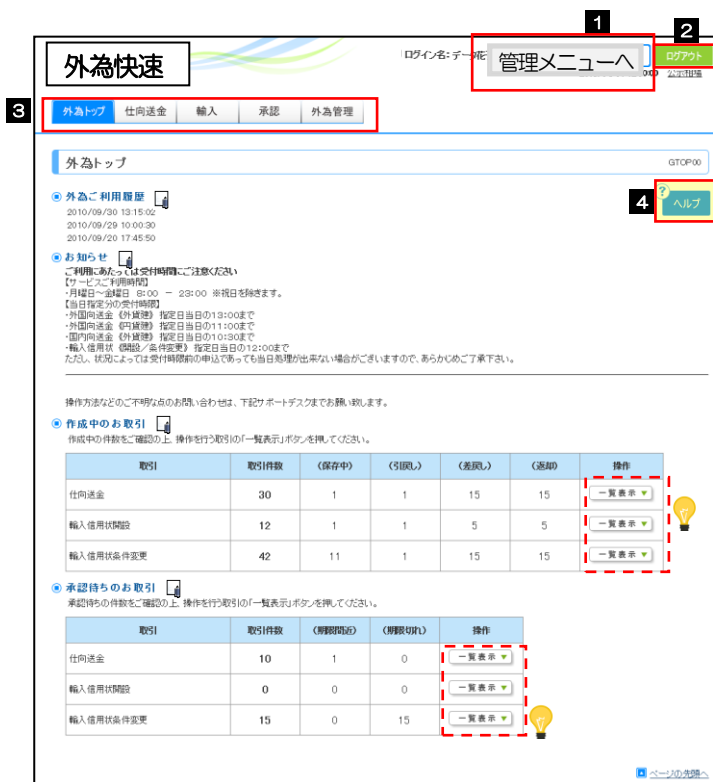 1
2
外為快速
ログイン名:データ花
管理メニューへ
ログアウト
公示相場
3
外為トップ 仕向送金 輸入 承認 外為管理
外為トップ
GTOP00
外為ご利用履歴
4
?
ヘルプ
2010/09/30 13:15:02
2010/09/29 10:00:30
2010/09/20 17:45:50
お知らせ
ご利用にあたっては受付時間にご注意ください
【サービスご利用時間】
・月曜日~金曜日 8:00 - 23:00 ※祝日を除きます。
【当日指定分の受付時限】
・外国向送金《外貨建》指定日当日の13:00まで
・外国向送金《円貨建》指定日当日の11:00まで
・国内向送金《外貨建》指定日当日の10:30まで
・輸入信用状《開設/条件変更》指定日当日の12:00まで
ただし、状況によっては受付時限前の申込であっても当日処理が出来ない場合がございますので、あらかじめご了承下さい。
操作方法などのご不明な点のお問い合わせは、下記サポートデスクまでお願い致します。
作成中のお取引
作成中の件数をご確認の上、操作を行う取引の「一覧表示」ボタンを押してください。
取引 取引件数 (保存中) (引戻し) (差戻し) (返却) 操作
仕向送金 30 1 1 15 15 一覧表示 ▼
輸入信用状開設 12 1 1 5 5 一覧表示 ▼
輸入信用状条件変更 42 11 1 15 15 一覧表示 ▼
承認待ちのお取引
承認待ちの件数をご確認の上、操作を行う取引の「一覧表示」ボタンを押してください。
取引 取引件数 (期限間近) (期限切れ) 操作
仕向送金 10 1 0 一覧表示 ▼
輸入信用状開設 0 0 0 一覧表示 ▼
輸入信用状条件変更 15 0 15 一覧表示 ▼
ページの先頭へ